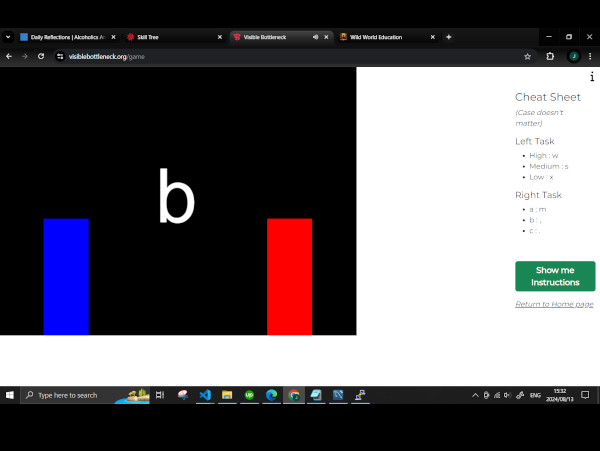 Daily Reflections | Alcoholics A
Skill Tree
Visible Bottleneck
Wild World Education
visiblebottleneck.org/game
J
i
b
Cheat Sheet
(Case doesn't
matter)
Left Task
High : w
Medium : s
Low : x
Right Task
a : m
b : ,
c : .
Show me
Instructions
Return to Home page
Type here to search
up
ENG
15:32
2024/08/13